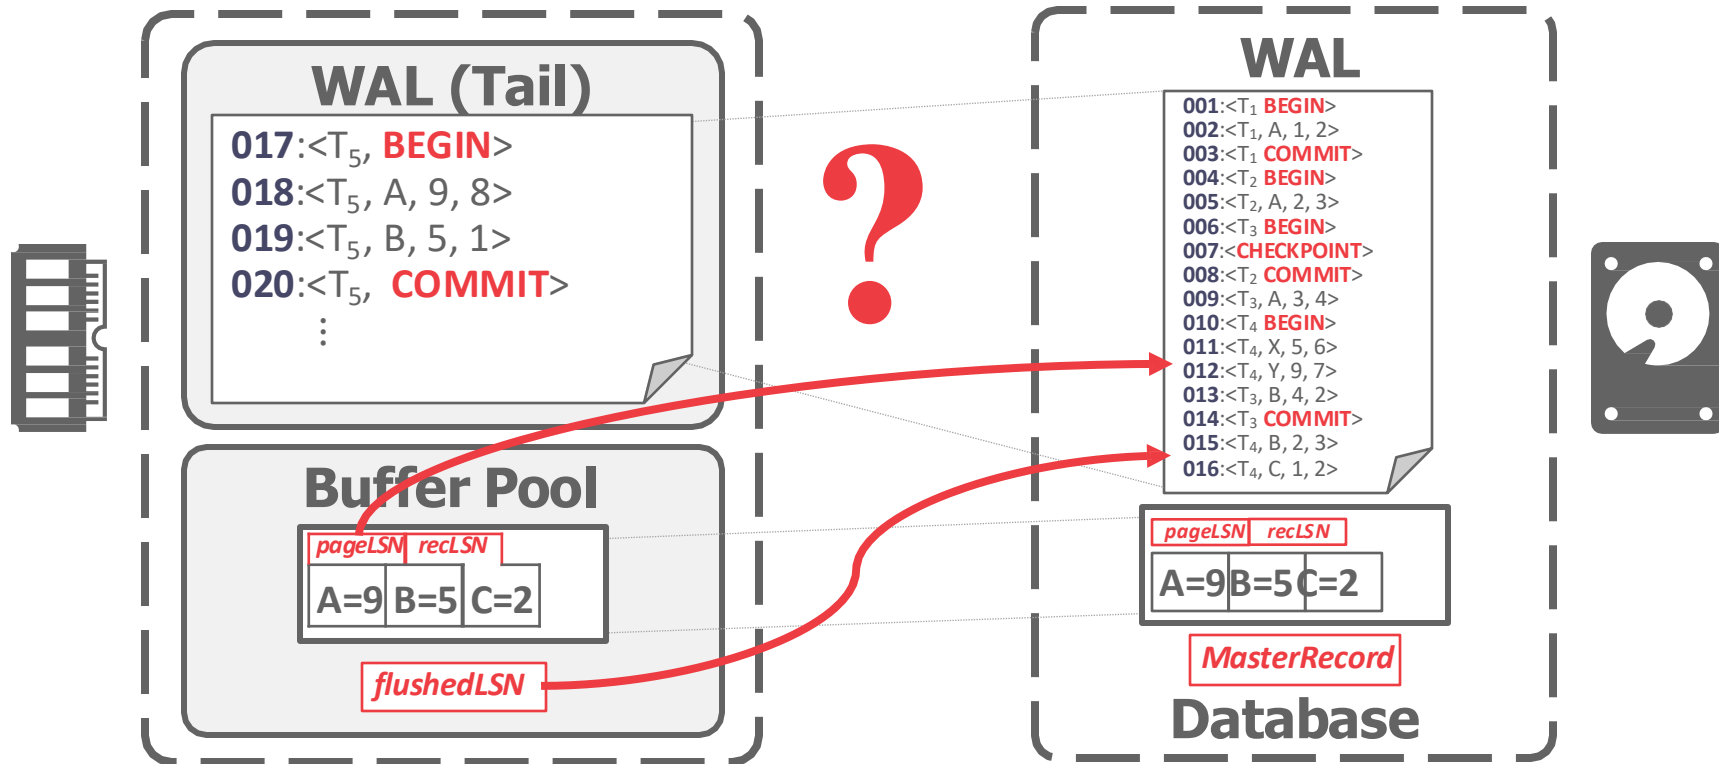 WAL (Tail)
017:<T5, BEGIN>
018:<T5, A, 9, 8>
019:<T5, B, 5, 1>
020:<T5, COMMIT>
⋮
Buffer Pool
pageLSN recLSN
A=9 B=5 C=2
flushedLSN
?
WAL
001:<T1 BEGIN>
002:<T1, A, 1, 2>
003:<T1 COMMIT>
004:<T2 BEGIN>
005:<T2, A, 2, 3>
006:<T3 BEGIN>
007:<CHECKPOINT>
008:<T2 COMMIT>
009:<T3, A, 3, 4>
010:<T4 BEGIN>
011:<T4, X, 5, 6>
012:<T4, Y, 9, 7>
013:<T3, B, 4, 2>
014:<T3 COMMIT>
015:<T4, B, 2, 3>
016:<T4, C, 1, 2>
pageLSN recLSN
A=9 B=5 C=2
MasterRecord
Database